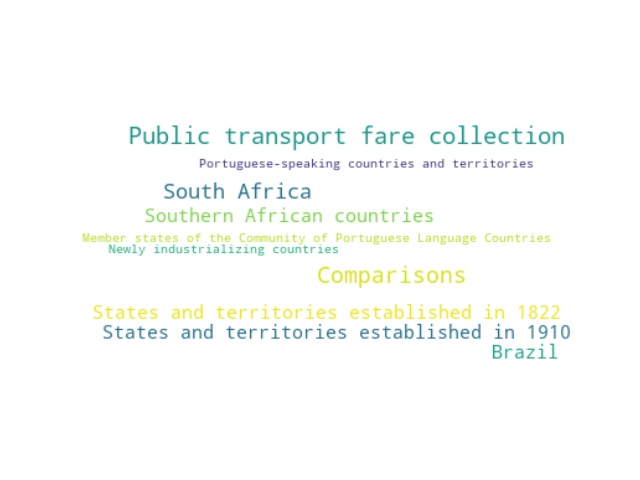 Public transport fare collection
Portuguese-speaking countries and territories
South Africa
Southern African countries
Member states of the Community of Portuguese Language Countries
Newly industrializing countries
Comparisons
States and territories established in 1822
States and territories established in 1910
Brazil